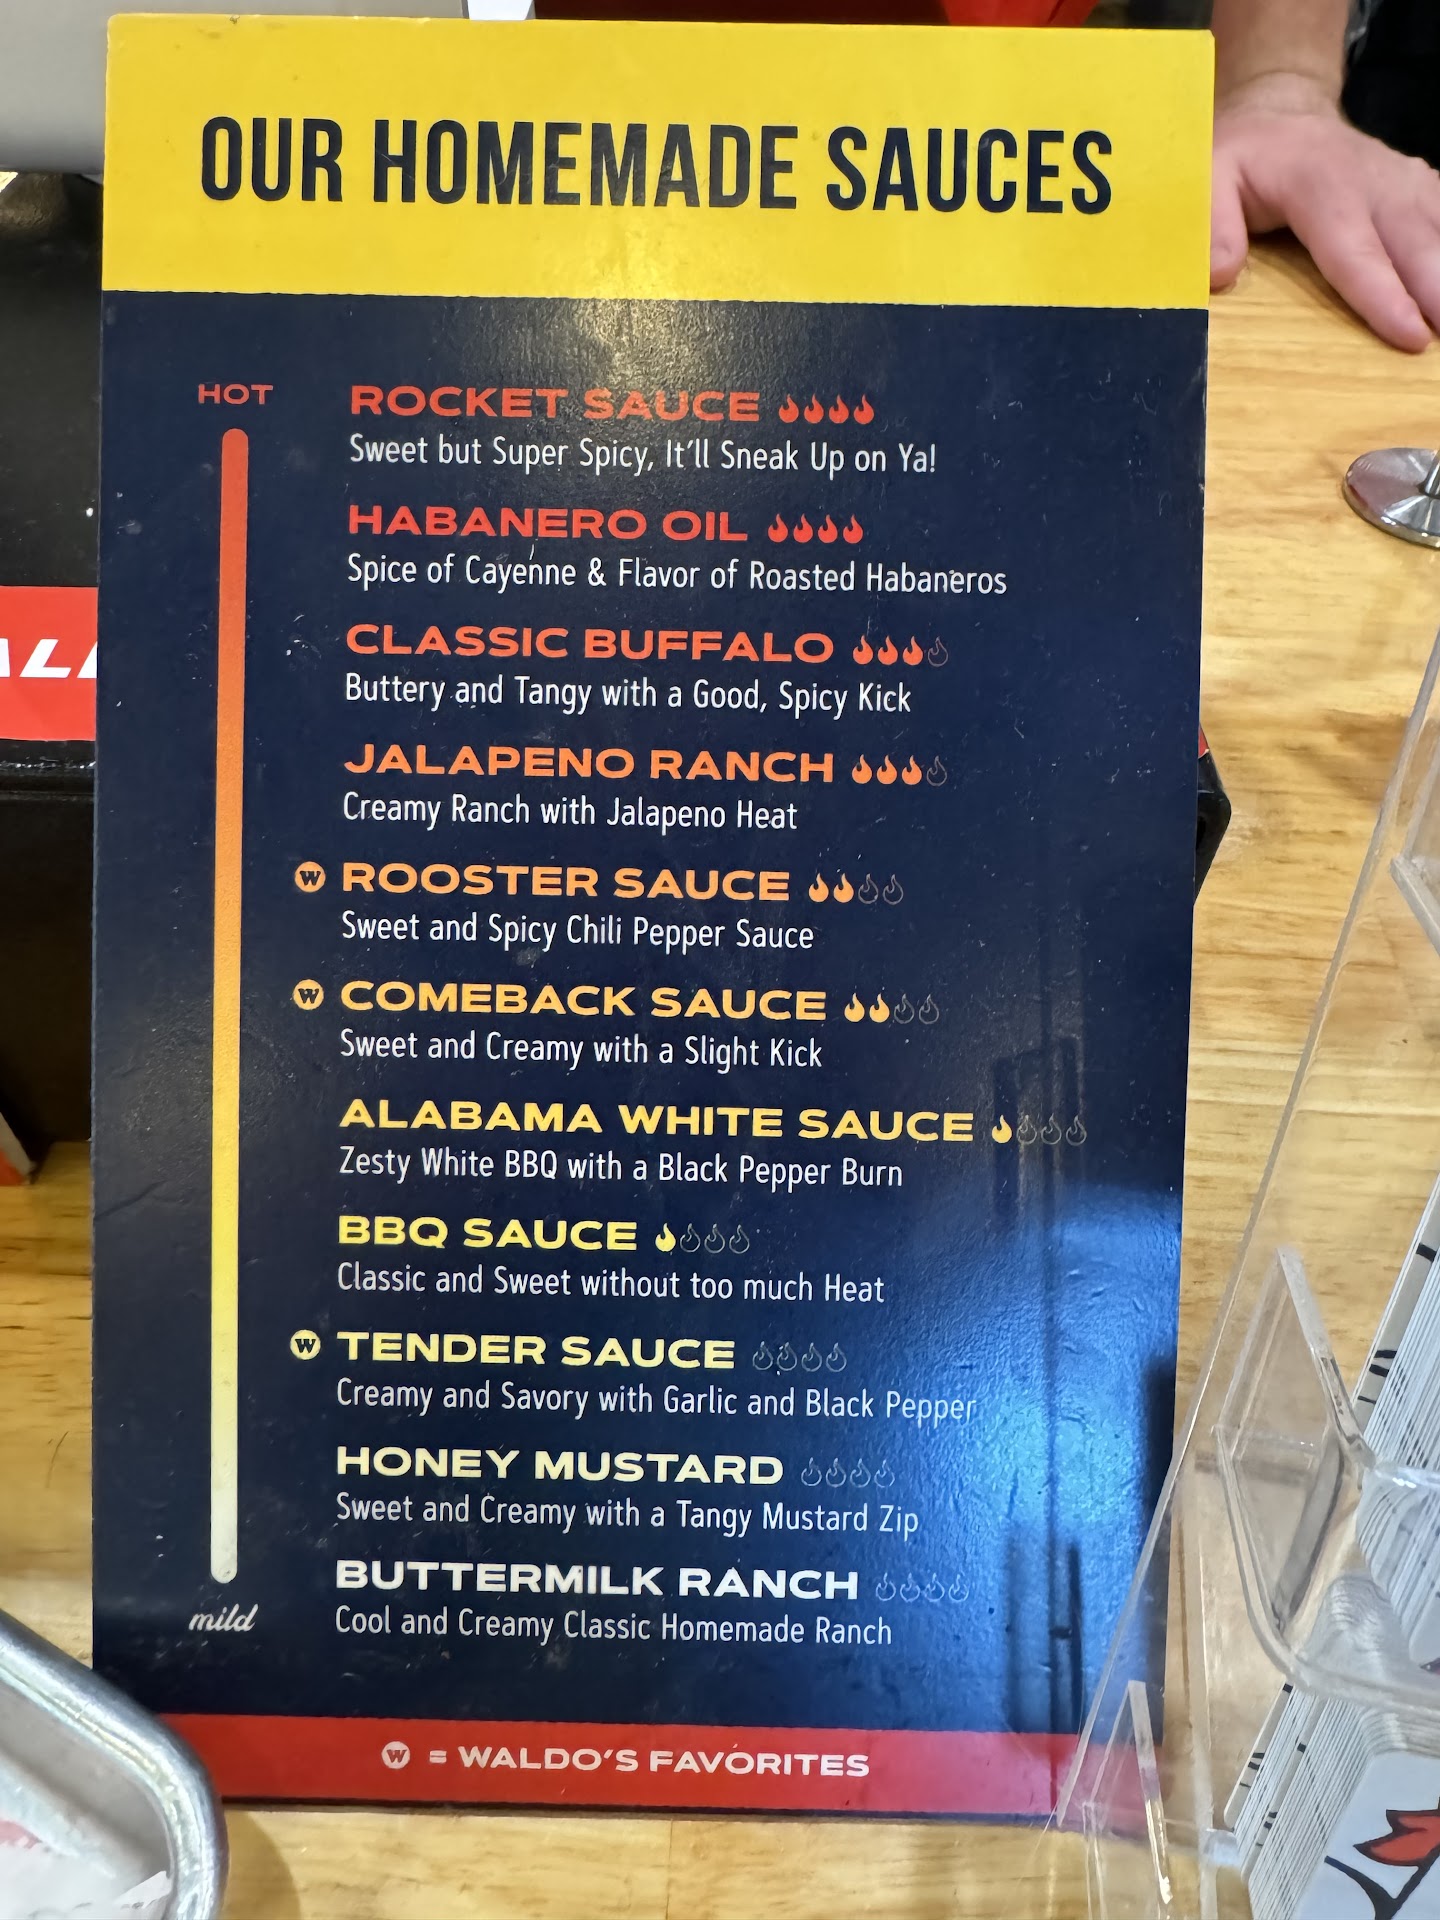 OUR HOMEMADE SAUCES
HOT
ROCKET SAUCE
Sweet but Super Spicy, It'll Sneak Up on Ya!
HABANERO OIL
Spice of Cayenne & Flavor of Roasted Habaneros
CLASSIC BUFFALO
Buttery and Tangy with a Good, Spicy Kick
JALAPENO RANCH
Creamy Ranch with Jalapeno Heat
W ROOSTER SAUCE
Sweet and Spicy Chili Pepper Sauce
W COMEBACK SAUCE
Sweet and Creamy with a Slight Kick
ALABAMA WHITE SAUCE
Zesty White BBQ with a Black Pepper Burn
BBQ SAUCE
Classic and Sweet without too much Heat
W TENDER SAUCE
Creamy and Savory with Garlic and Black Pepper
HONEY MUSTARD
Sweet and Creamy with a Tangy Mustard Zip
BUTTERMILK RANCH
Cool and Creamy Classic Homemade Ranch
mild
W = WALDO'S FAVORITES